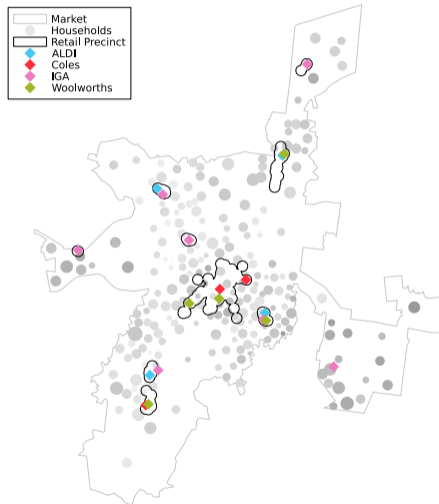 Market
Households
Retail Precinct
ALDI
Coles
IGA
Woolworths